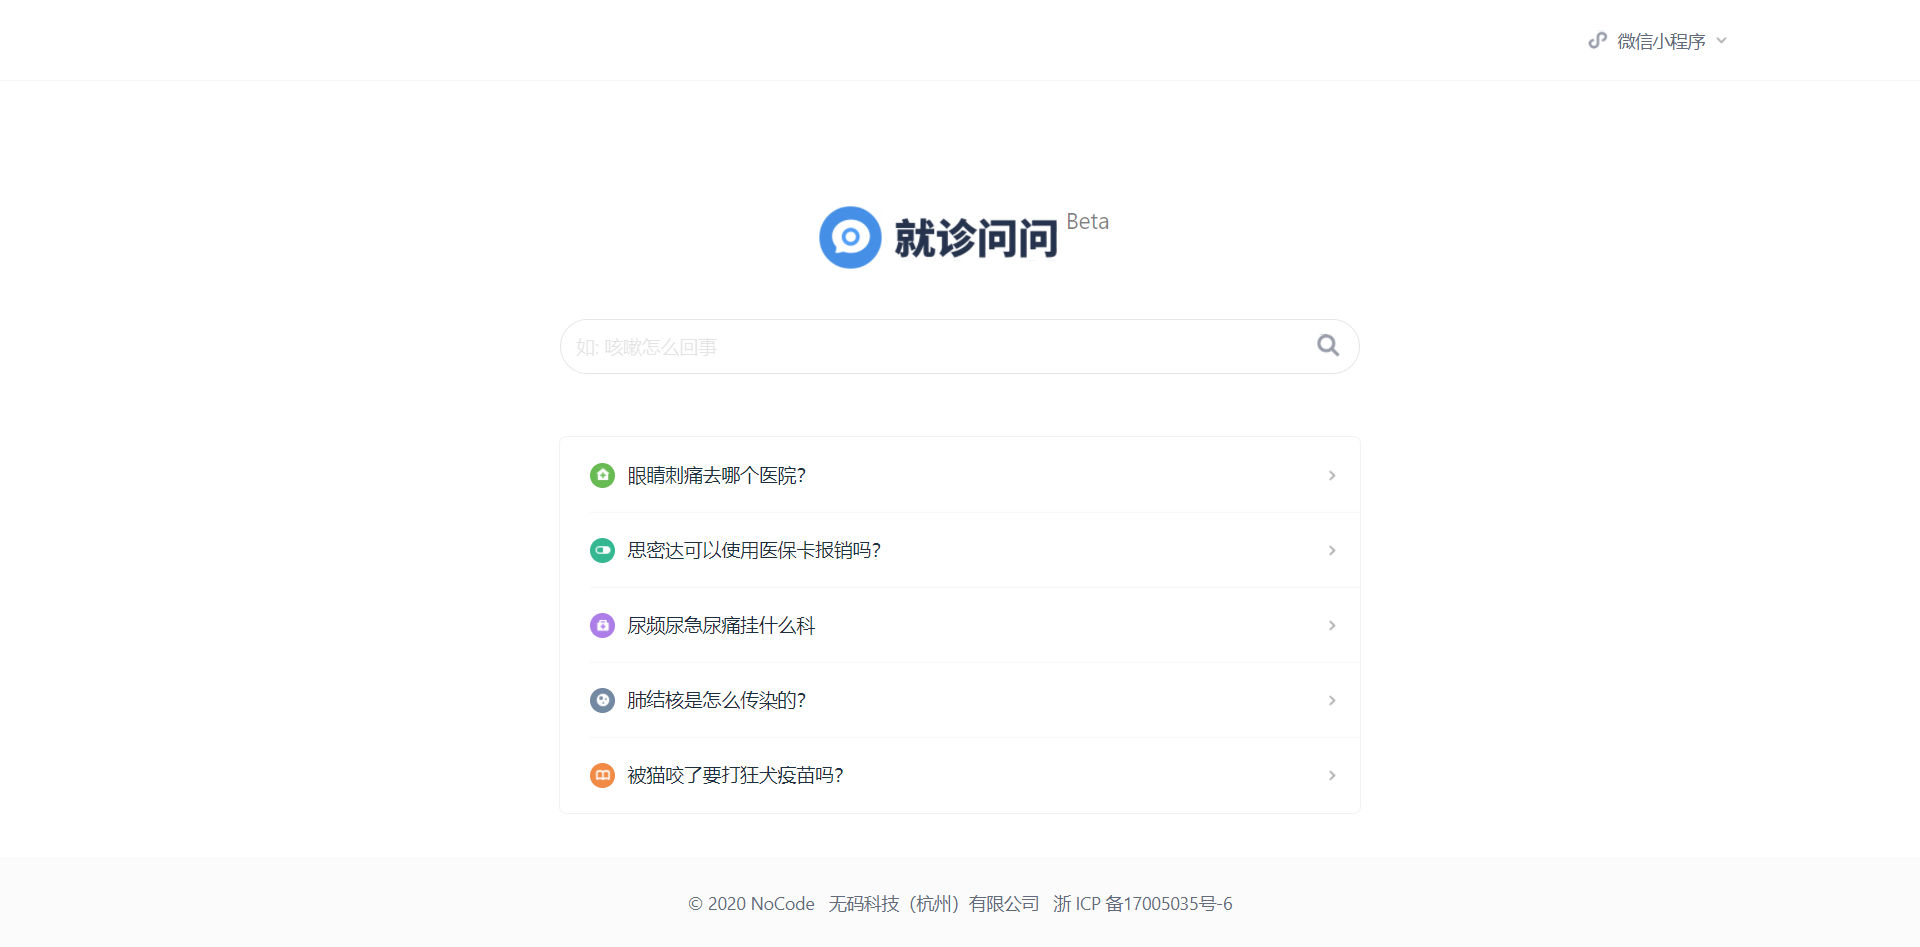 微信小程序
就诊问问 Beta
如: 咳嗽怎么回事
眼睛刺痛去哪个医院？
思密达可以使用医保卡报销吗？
尿频尿急尿痛挂什么科
肺结核是怎么传染的？
被猫咬了要打狂犬疫苗吗？
© 2020 NoCode 无码科技（杭州）有限公司 浙 ICP 备17005035号-6